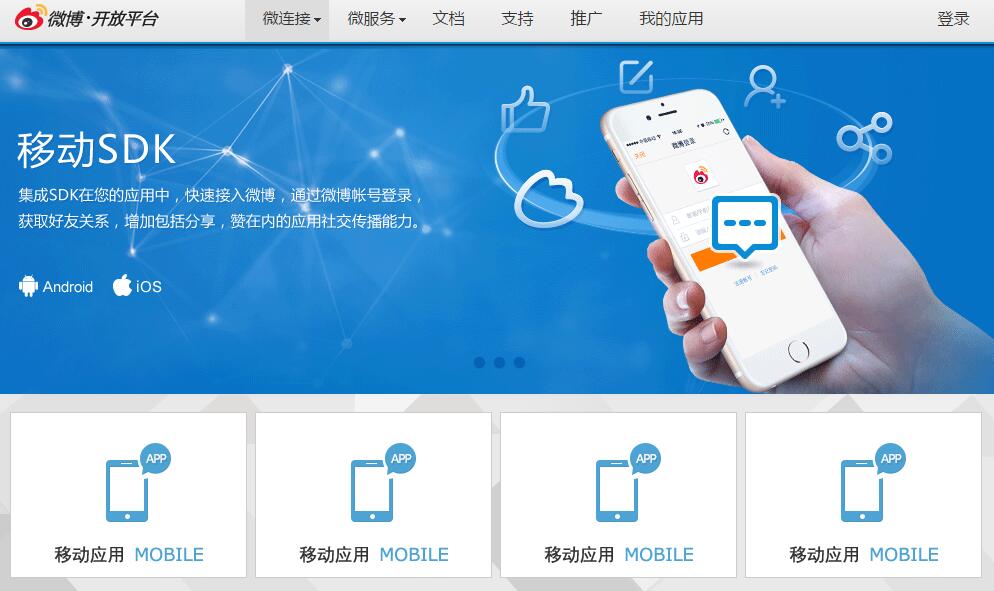 微博·开放平台
微连接 微服务 文档 支持 推广 我的应用 登录
移动SDK
集成SDK在您的应用中，快速接入微博，通过微博帐号登录，
获取好友关系，增加包括分享，赞在内的应用社交传播能力。
Android iOS
关闭 微博登录
APP APP APP APP
移动应用 MOBILE 移动应用 MOBILE 移动应用 MOBILE 移动应用 MOBILE